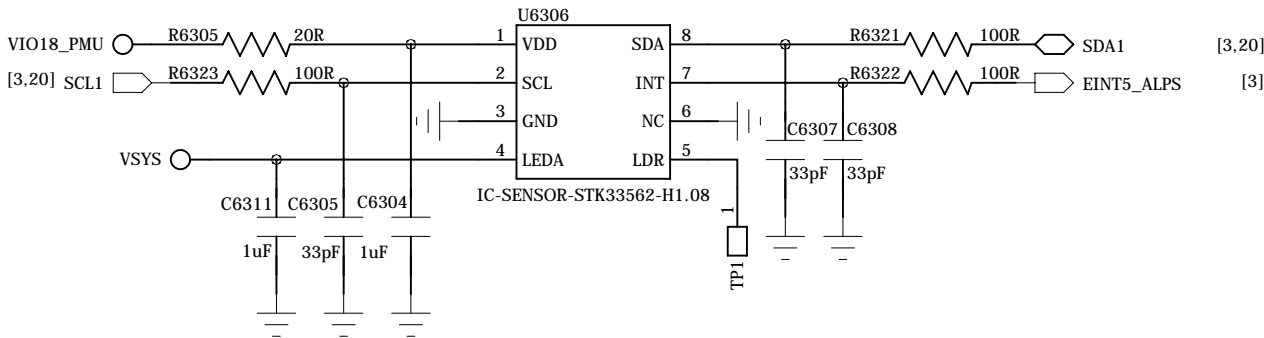 U6306
VIO18_PMU R6305 20R 1 VDD SDA 8 R6321 100R SDA1 [3,20]
[3,20] SCL1 R6323 100R 2 SCL INT 7 R6322 100R EINT5_ALPS [3]
3 GND NC 6 C6307 C6308
VSYS 4 LEDA LDR 5
33pF 33pF
IC-SENSOR-STK33562-H1.08
C6311 C6305 C6304 1
1uF 33pF 1uF
TP1